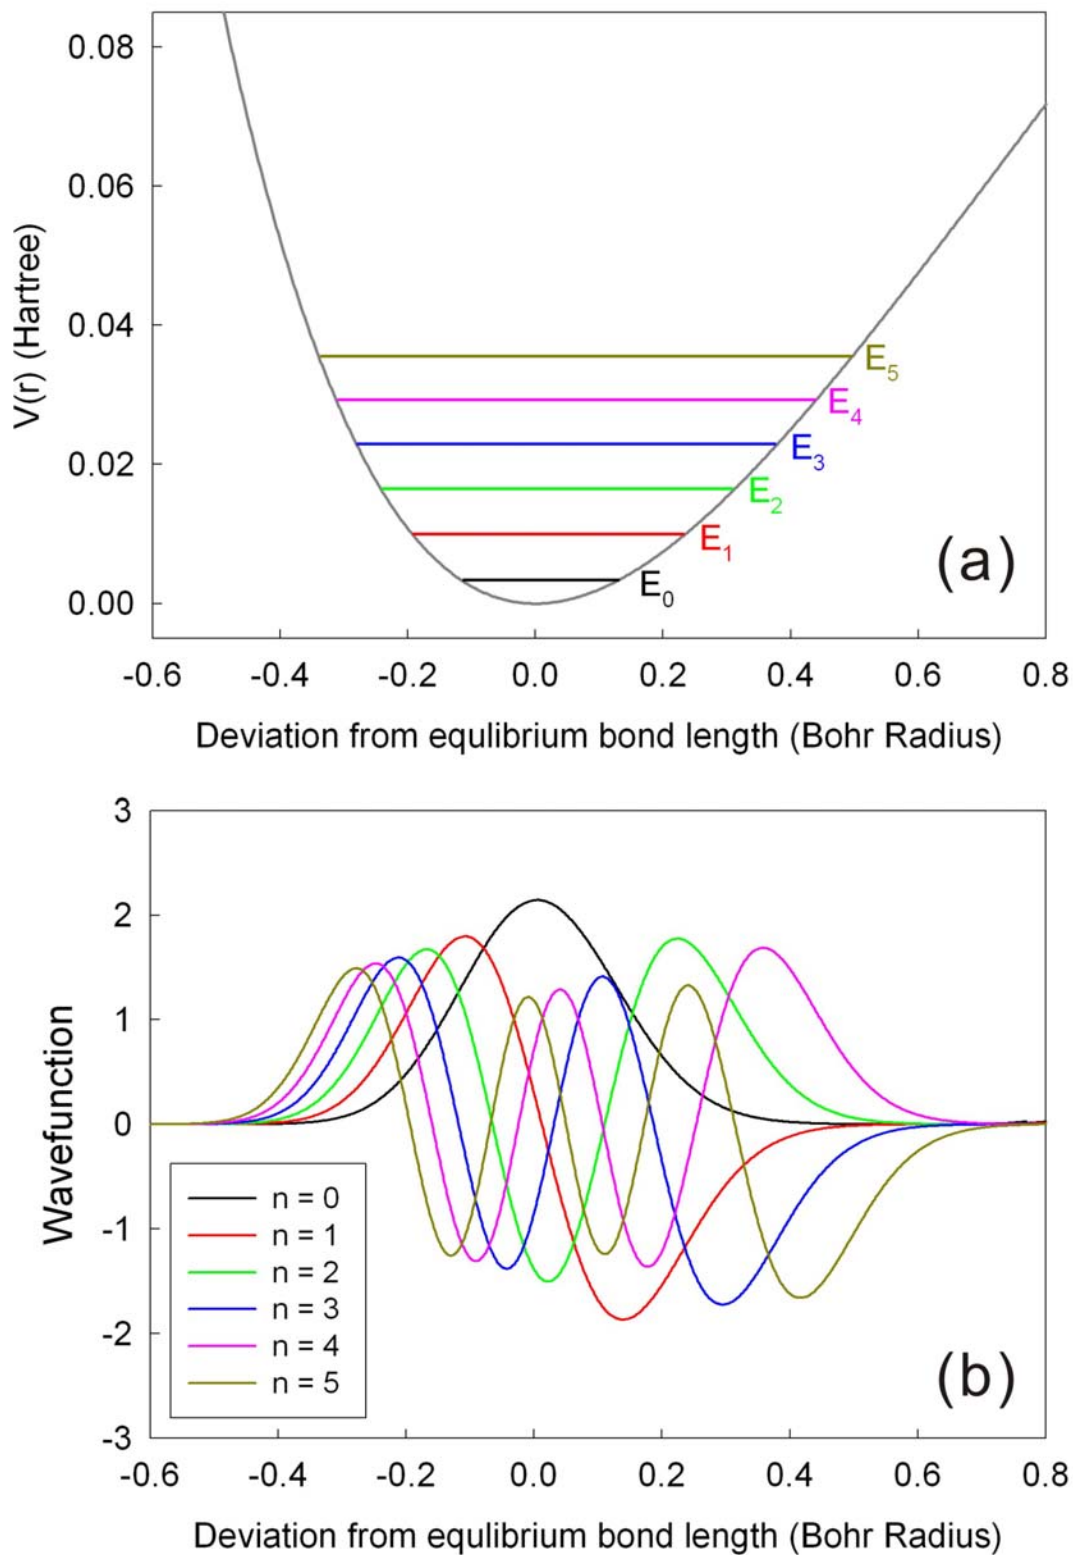 0.08
0.06
0.04
0.02
0.00
V(r) (Hartree)
E5
E4
E3
E2
E1
E0
(a)
-0.6 -0.4 -0.2 0.0 0.2 0.4 0.6 0.8
Deviation from equlibrium bond length (Bohr Radius)
3
2
1
0
-1
-2
-3
Wavefunction
n = 0
n = 1
n = 2
n = 3
n = 4
n = 5
(b)
-0.6 -0.4 -0.2 0.0 0.2 0.4 0.6 0.8
Deviation from equlibrium bond length (Bohr Radius)